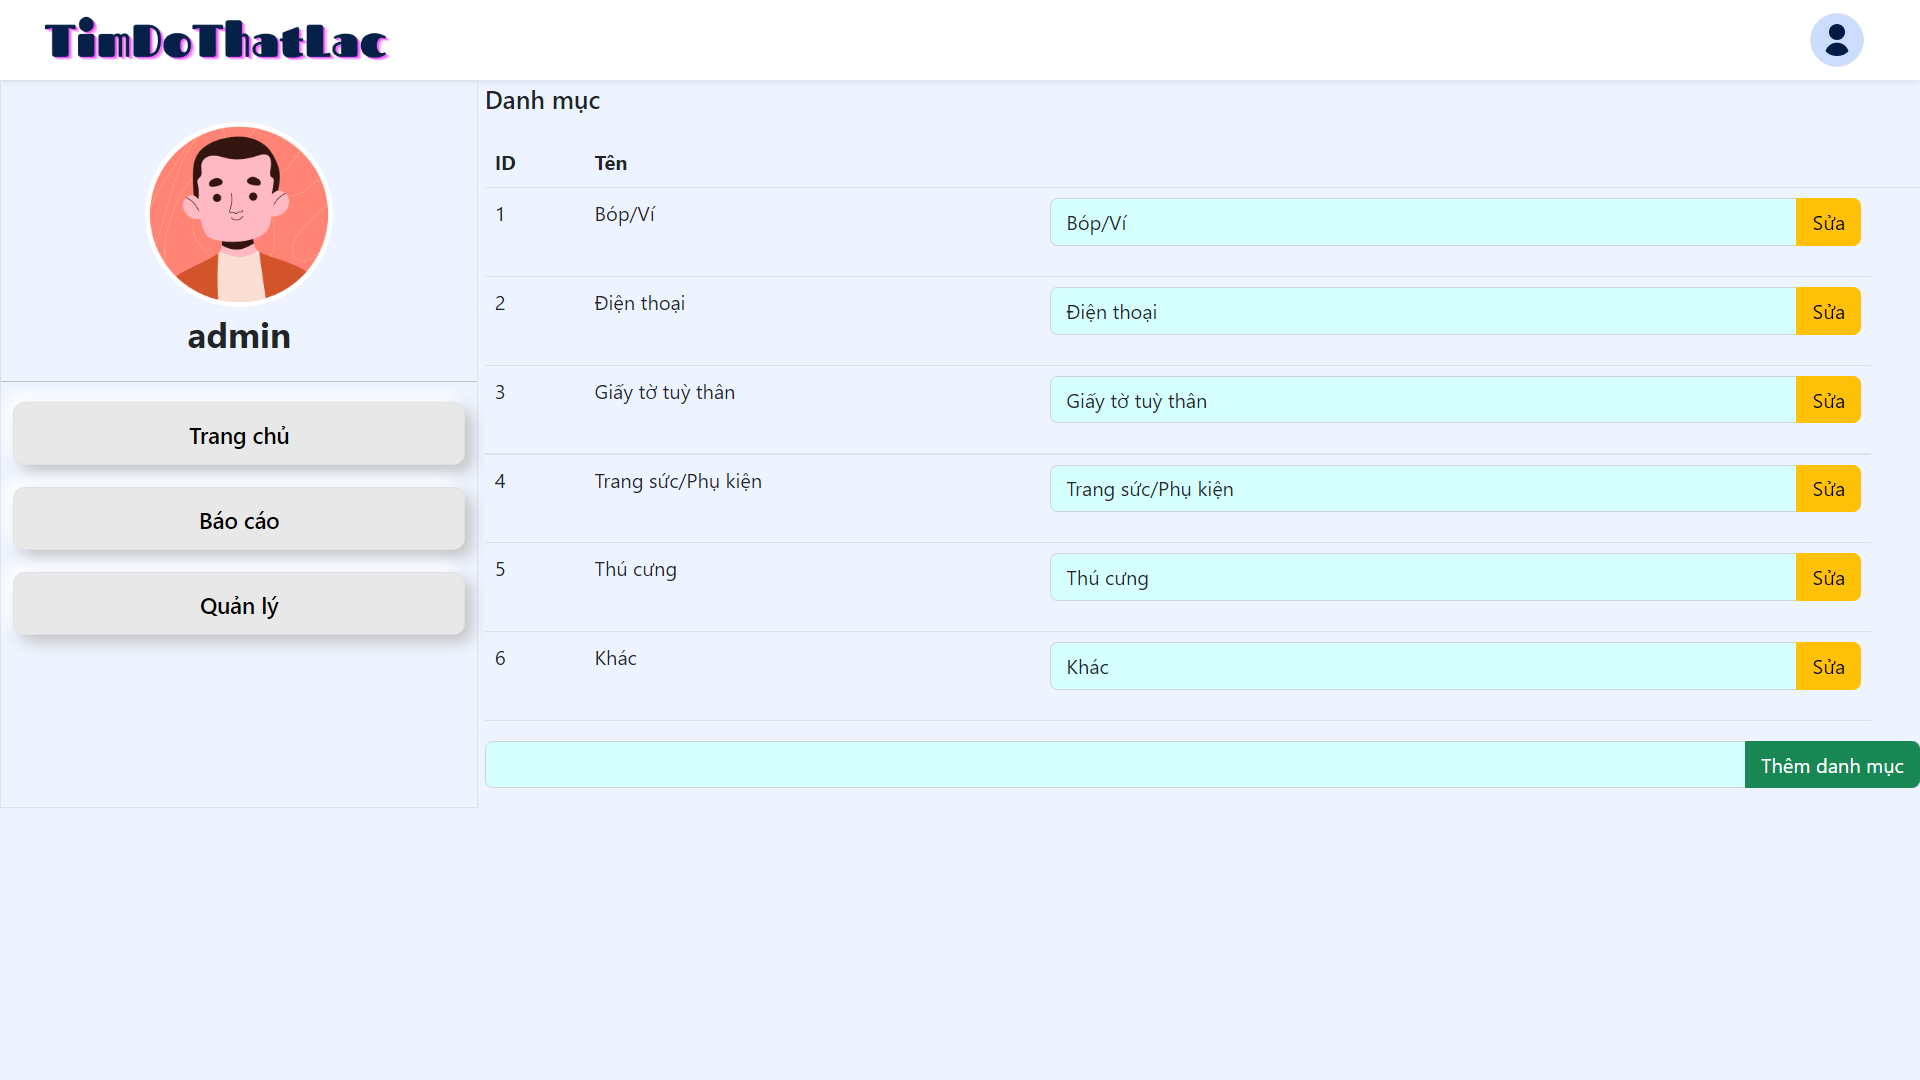 TimDoThatLac
admin
Trang chủ
Báo cáo
Quản lý
Danh mục
ID Tên
1 Bóp/Ví Bóp/Ví Sửa
2 Điện thoại Điện thoại Sửa
3 Giấy tờ tuỳ thân Giấy tờ tuỳ thân Sửa
4 Trang sức/Phụ kiện Trang sức/Phụ kiện Sửa
5 Thú cưng Thú cưng Sửa
6 Khác Khác Sửa
Thêm danh mục